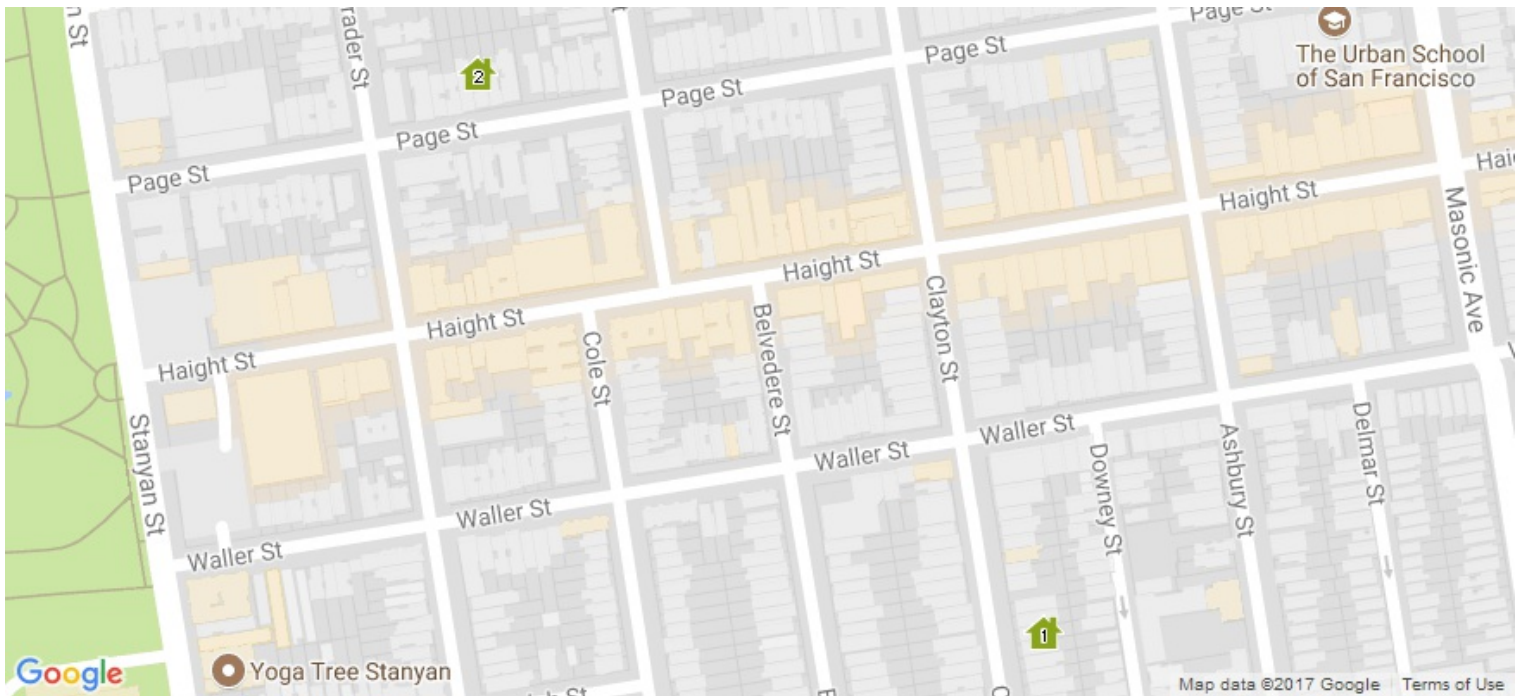 Page St
The Urban School
of San Francisco
Page St
2
Page St
Page St
Page St
Haight St
Haight St
Haight St
Haight St
Masonic Ave
Clayton St
Belvedere St
Cole St
Stanyan St
Waller St
Waller St
Waller St
Waller St
Downey St
Ashbury St
Delmar St
1
Yoga Tree Stanyan
Google
Map data ©2017 Google
Terms of Use